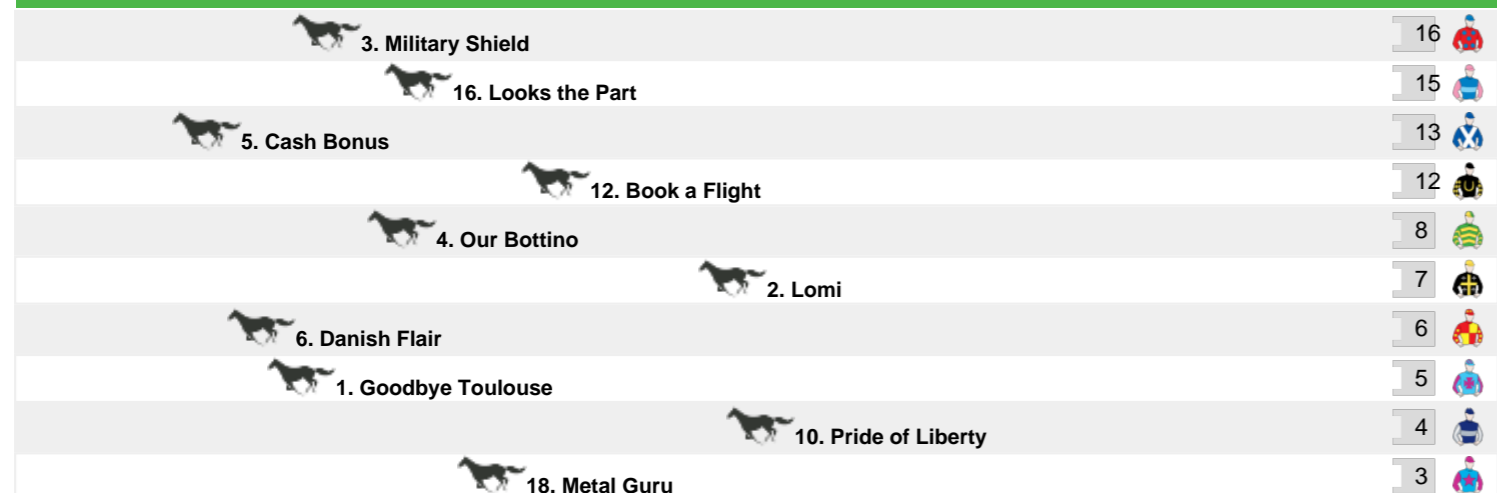 3. Military Shield 16
16. Looks the Part 15
5. Cash Bonus 13
12. Book a Flight 12
4. Our Bottino 8
2. Lomi 7
6. Danish Flair 6
1. Goodbye Toulouse 5
10. Pride of Liberty 4
18. Metal Guru 3